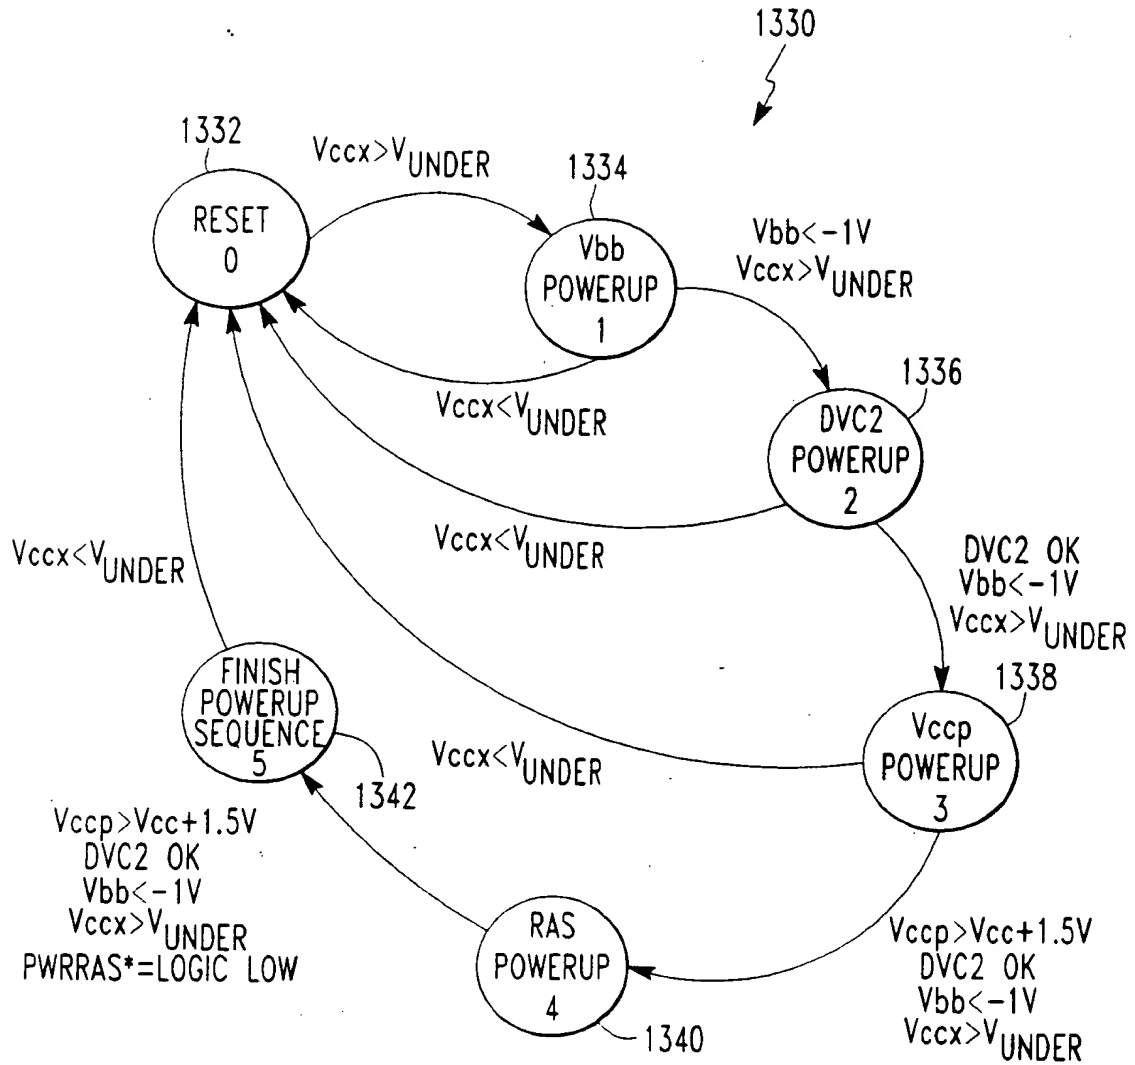 1330
1332
Vccx>VUNDER
RESET
0
1334
Vbb
POWERUP
1
Vbb<-1V
Vccx>VUNDER
Vccx<VUNDER
1336
DVC2
POWERUP
2
Vccx<VUNDER
DVC2 OK
Vbb<-1V
Vccx>VUNDER
Vccx<VUNDER
1338
Vccp
POWERUP
3
Vccx<VUNDER
FINISH
POWERUP
SEQUENCE
5
1342
Vccp>Vcc+1.5V
DVC2 OK
Vbb<-1V
Vccx>VUNDER
PWRRAS*=LOGIC LOW
RAS
POWERUP
4
1340
Vccp>Vcc+1.5V
DVC2 OK
Vbb<-1V
Vccx>VUNDER